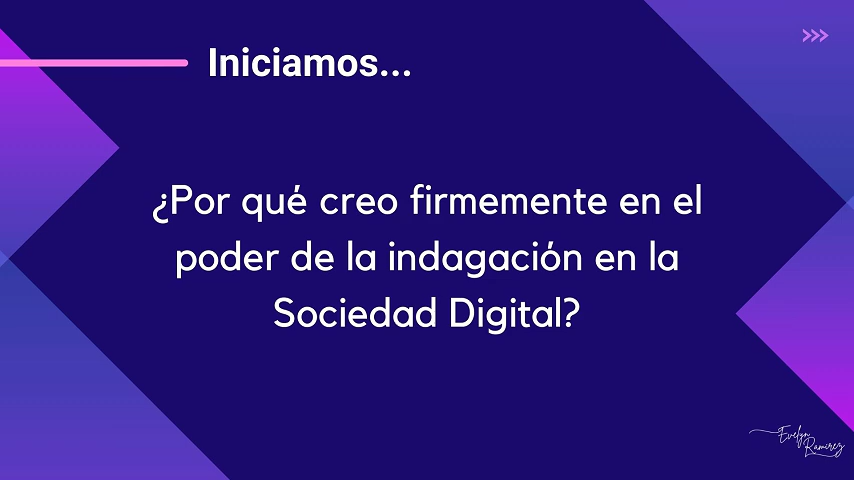 Iniciamos...
¿Por qué creo firmemente en el
poder de la indagación en la
Sociedad Digital?
Evelyn
Ramirez